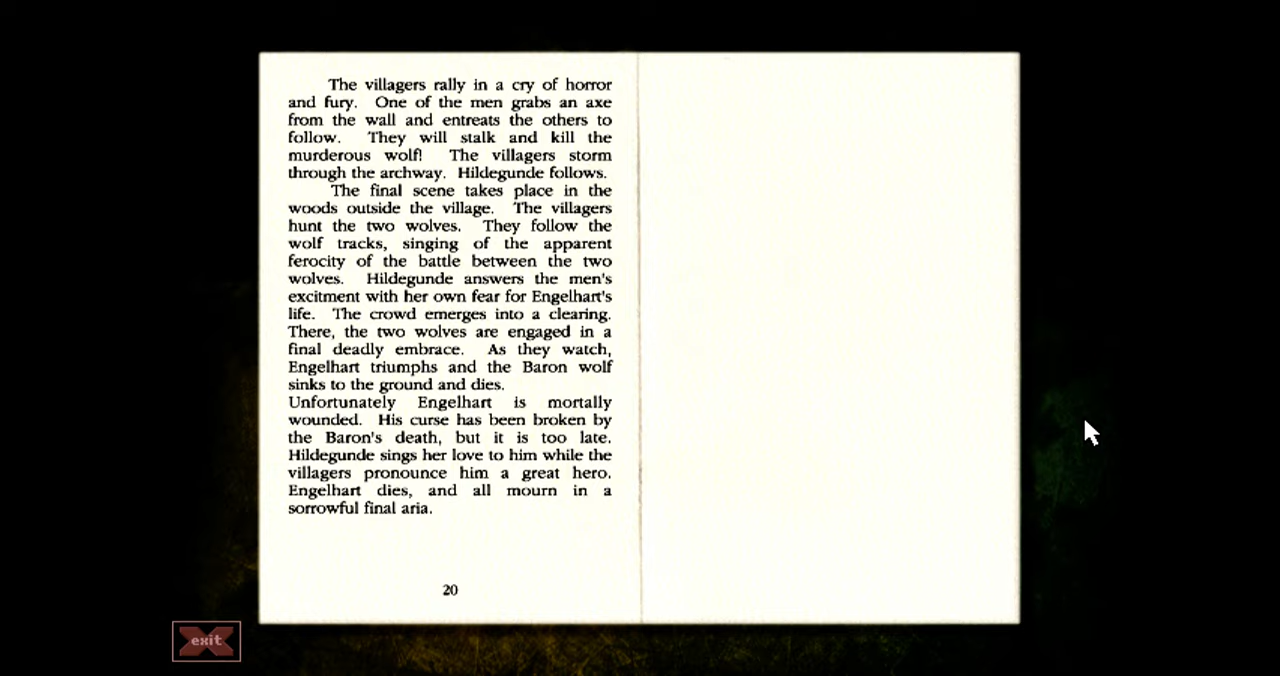 The villagers rally in a cry of horror
and fury. One of the men grabs an axe
from the wall and entreats the others to
follow. They will stalk and kill the
murderous wolf! The villagers storm
through the archway. Hildegunde follows.
The final scene takes place in the
woods outside the village. The villagers
hunt the two wolves. They follow the
wolf tracks, singing of the apparent
ferocity of the battle between the two
wolves. Hildegunde answers the men's
excitment with her own fear for Engelhart's
life. The crowd emerges into a clearing.
There, the two wolves are engaged in a
final deadly embrace. As they watch,
Engelhart triumphs and the Baron wolf
sinks to the ground and dies.
Unfortunately Engelhart is mortally
wounded. His curse has been broken by
the Baron's death, but it is too late.
Hildegunde sings her love to him while the
villagers pronounce him a great hero.
Engelhart dies, and all mourn in a
sorrowful final aria.
20
exit